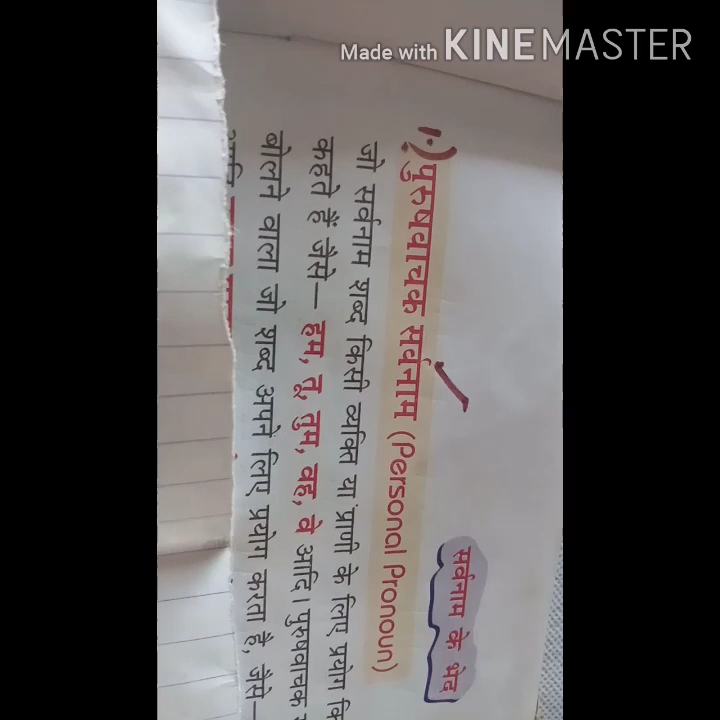 Made with KINEMASTER
सर्वनाम के भेद
1.) पुरुषवाचक सर्वनाम (Personal Pronoun)
जो सर्वनाम शब्द किसी व्यक्ति या प्राणी के लिए प्रयोग
कहते हैं जैसे— हम, तू, तुम, वह, वे आदि। पुरुषवाचक
बोलने वाला जो शब्द अपने लिए प्रयोग करता है, जैसे—